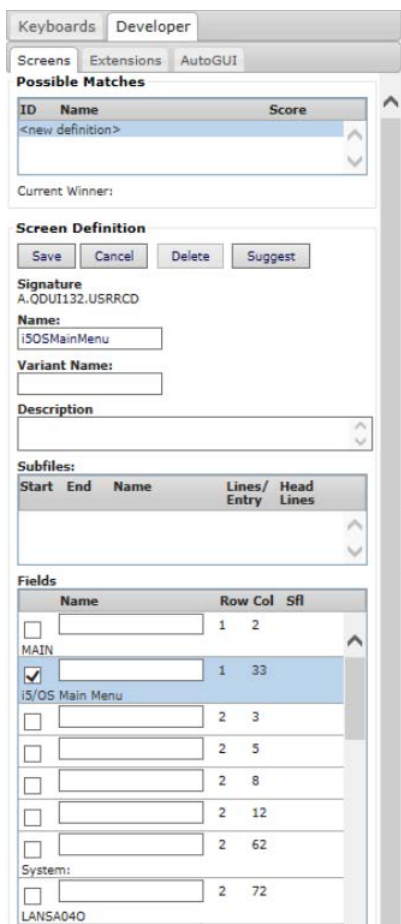 Keyboards Developer
Screens Extensions AutoGUI
Possible Matches
ID Name Score
<new definition>
Current Winner:
Screen Definition
Save Cancel Delete Suggest
Signature
A.QDUI132.USRRCD
Name:
i5OSMainMenu
Variant Name:
Description
Subfiles:
Start End Name Lines/ Head
Entry Lines
Fields
Name Row Col Sfl
1 2
MAIN
1 33
i5/OS Main Menu
2 3
2 5
2 8
2 12
2 62
System:
2 72
LANSA04O